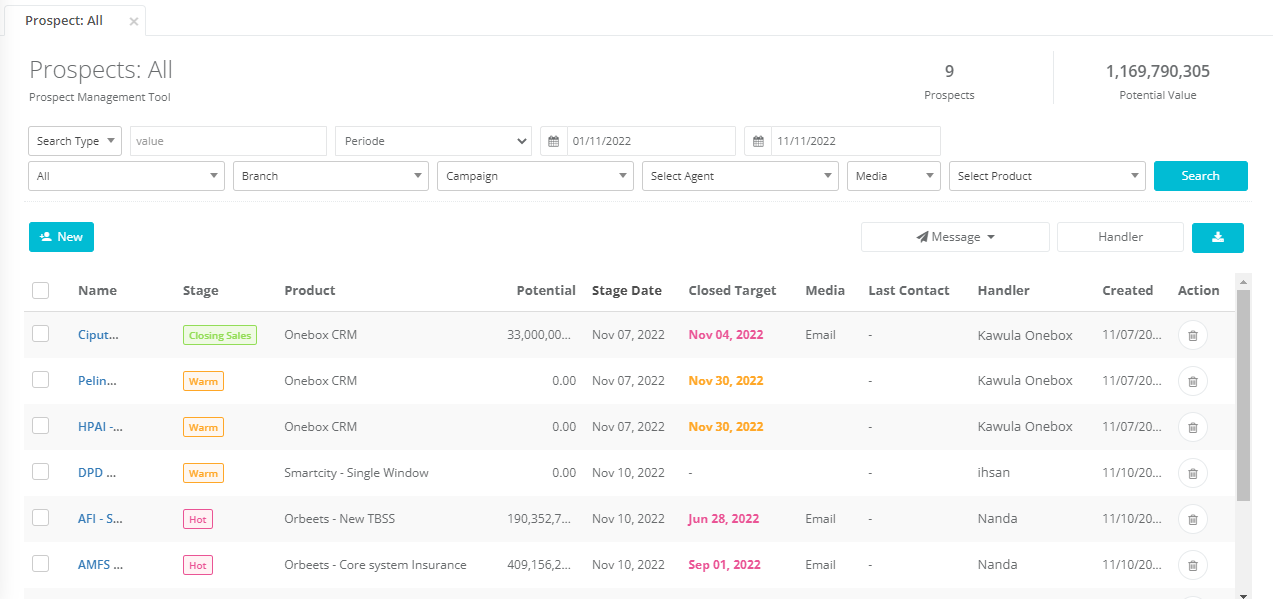 Prospect: All ×
Prospects: All
Prospect Management Tool
9
Prospects
1,169,790,305
Potential Value
Search Type value Periode 01/11/2022 11/11/2022
All Branch Campaign Select Agent Media Select Product Search
New Message Handler
Name Stage Product Potential Stage Date Closed Target Media Last Contact Handler Created Action
Ciput... Closing Sales Onebox CRM 33,000,00... Nov 07, 2022 Nov 04, 2022 Email - Kawula Onebox 11/07/20...
Pelin... Warm Onebox CRM 0.00 Nov 07, 2022 Nov 30, 2022 - Kawula Onebox 11/07/20...
HPAI -... Warm Onebox CRM 0.00 Nov 07, 2022 Nov 30, 2022 - Kawula Onebox 11/07/20...
DPD ... Warm Smartcity - Single Window 0.00 Nov 10, 2022 - - ihsan 11/10/20...
AFI - S... Hot Orbeets - New TBSS 190,352,7... Nov 10, 2022 Jun 28, 2022 Email - Nanda 11/10/20...
AMFS ... Hot Orbeets - Core system Insurance 409,156,2... Nov 10, 2022 Sep 01, 2022 Email - Nanda 11/10/20...